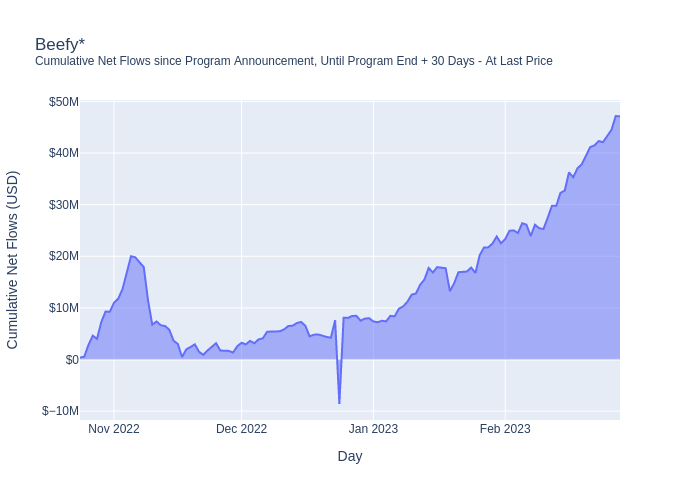 Beefy*
Cumulative Net Flows since Program Announcement, Until Program End + 30 Days - At Last Price
$50M
$40M
$30M
$20M
$10M
$0
$−10M
Cumulative Net Flows (USD)
Nov 2022
Dec 2022
Jan 2023
Feb 2023
Day